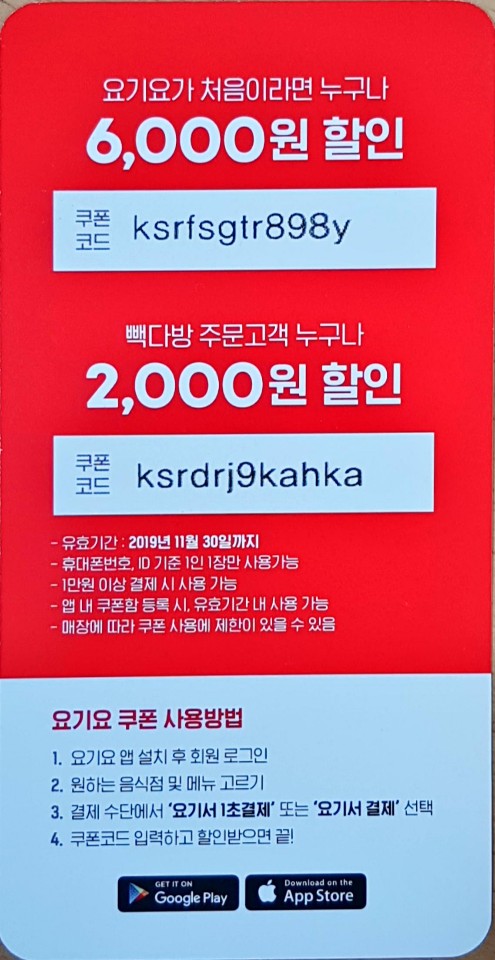 요기요가 처음이라면 누구나
6,000원 할인
쿠폰
코드
ksrfsgtr898y
빽다방 주문고객 누구나
2,000원 할인
쿠폰
코드
ksrdrj9kahka
- 유효기간 : 2019년 11월 30일까지
- 휴대폰번호, ID 기준 1인 1장만 사용가능
- 1만원 이상 결제 시 사용 가능
- 앱 내 쿠폰함 등록 시, 유효기간 내 사용 가능
- 매장에 따라 쿠폰 사용에 제한이 있을 수 있음
요기요 쿠폰 사용방법
1. 요기요 앱 설치 후 회원 로그인
2. 원하는 음식점 및 메뉴 고르기
3. 결제 수단에서 '요기서 1초결제' 또는 '요기서 결제' 선택
4. 쿠폰코드 입력하고 할인받으면 끝!
GET IT ON
Google Play
Download on the
App Store